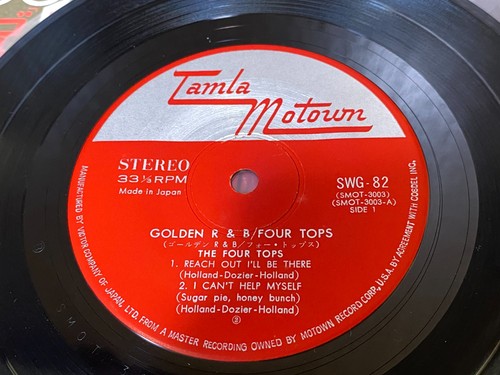 Tamla
Motown
STEREO
33⅓ RPM
Made in Japan
SWG-82
(SMOT-3003)
(SMOT-3003-A)
SIDE 1
GOLDEN R & B/FOUR TOPS
(ゴールデン R & B/フォー・トップス)
THE FOUR TOPS
1. REACH OUT I'LL BE THERE
(Holland-Dozier-Holland)
2. I CAN'T HELP MYSELF
(Sugar pie, honey bunch)
(Holland-Dozier-Holland)
MANUFACTURED BY VICTOR COMPANY OF JAPAN, LTD. FROM A MASTER RECORDING OWNED BY MOTOWN RECORD CORP., U.S.A. BY AGREEMENT WITH COBDEL INC.